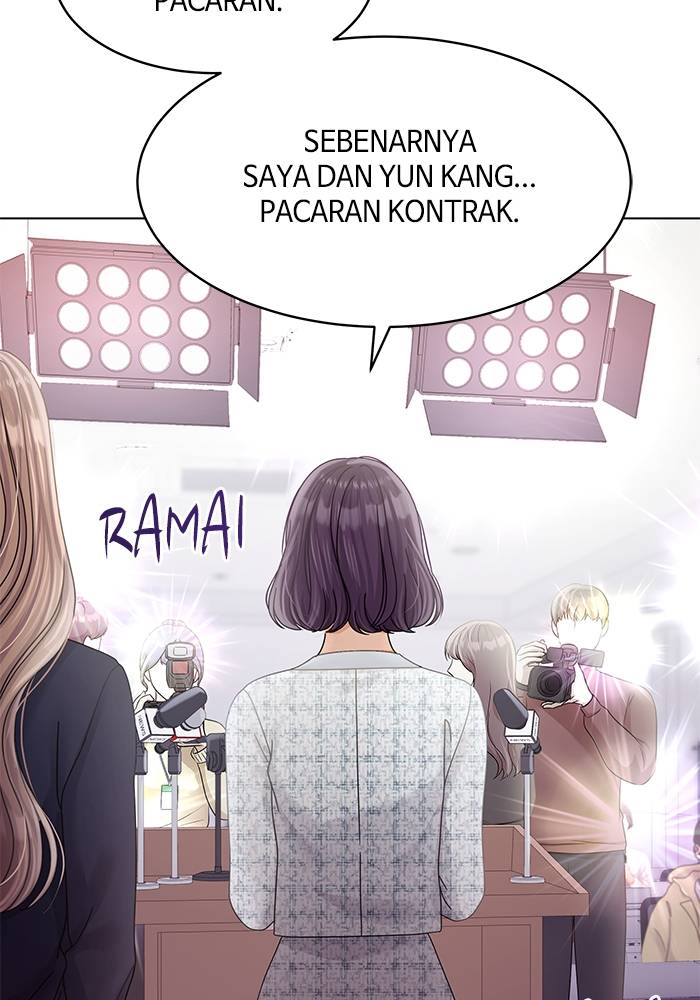 PACARAN.
SEBENARNYA
SAYA DAN YUN KANG...
PACARAN KONTRAK.
RAMAI